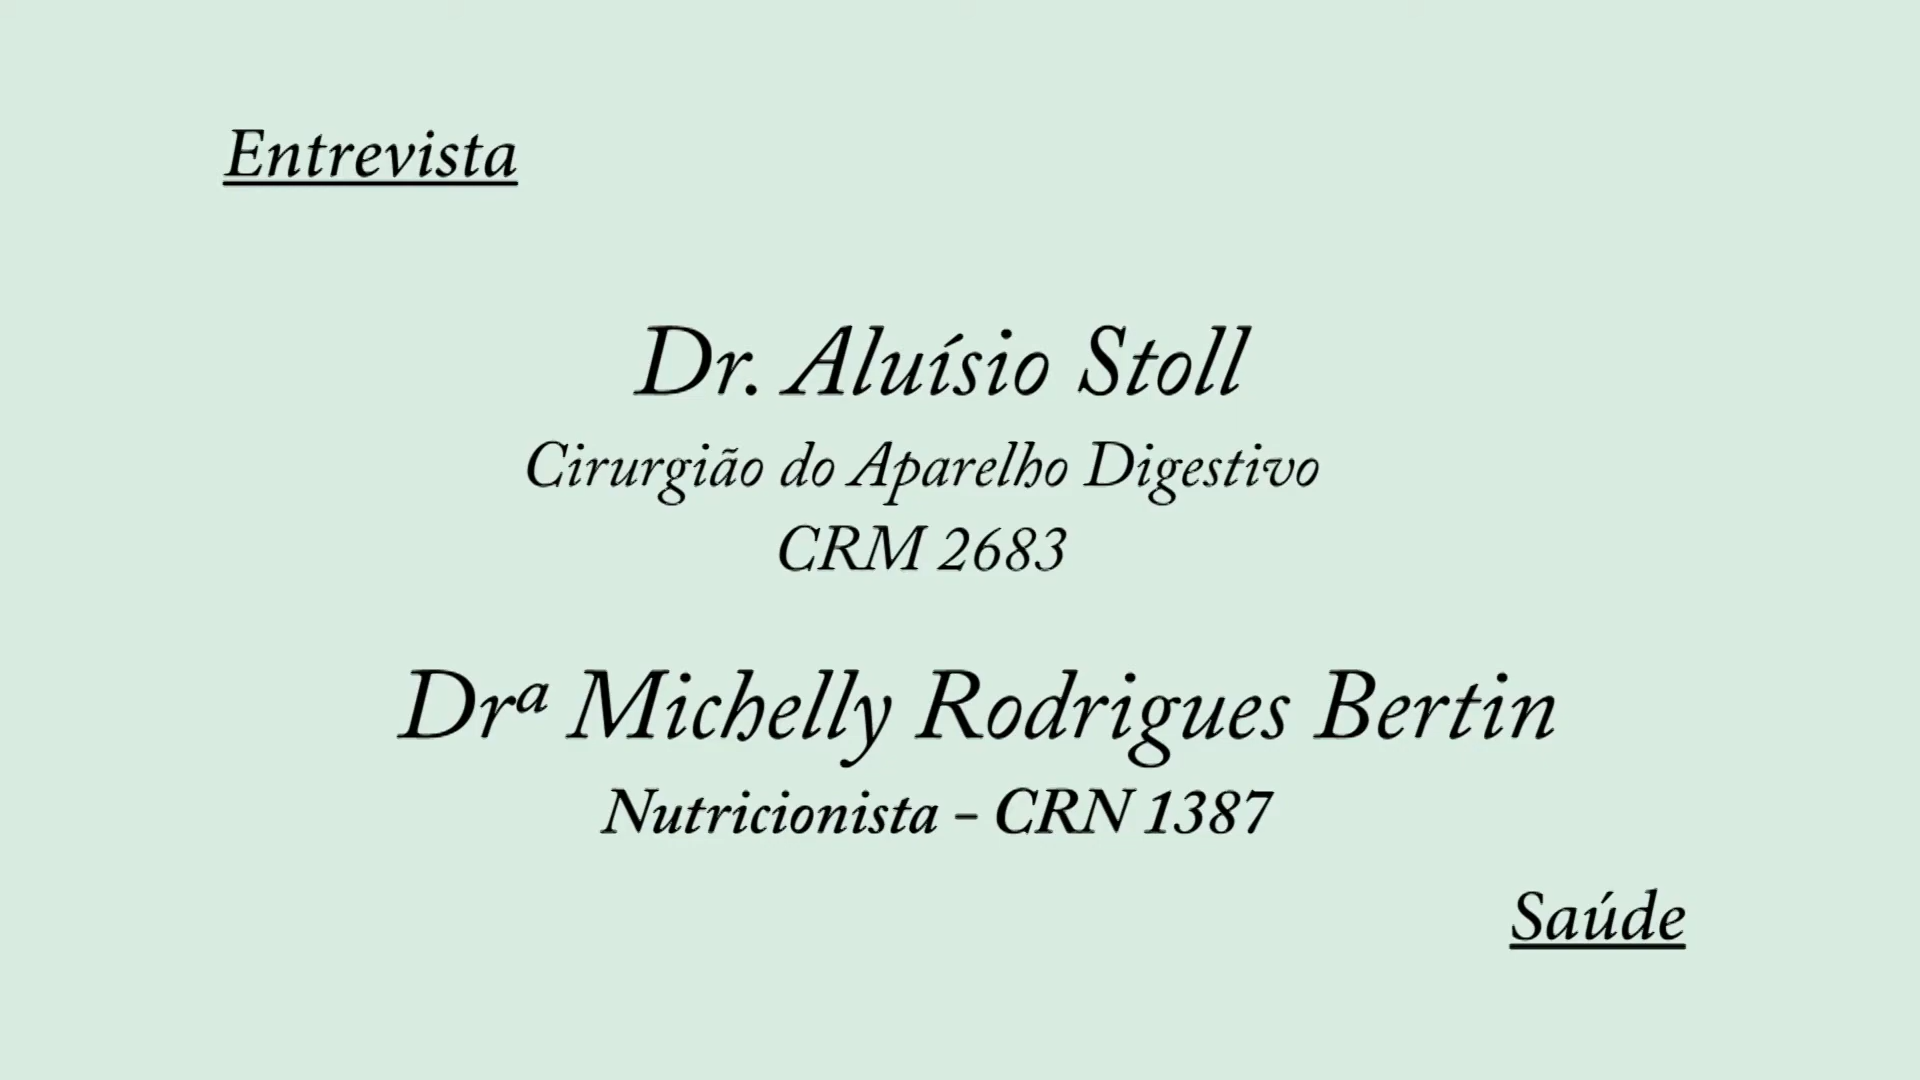 Entrevista
Dr. Aluísio Stoll
Cirurgião do Aparelho Digestivo
CRM 2683
Drª Michelly Rodrigues Bertin
Nutricionista - CRN 1387
Saúde